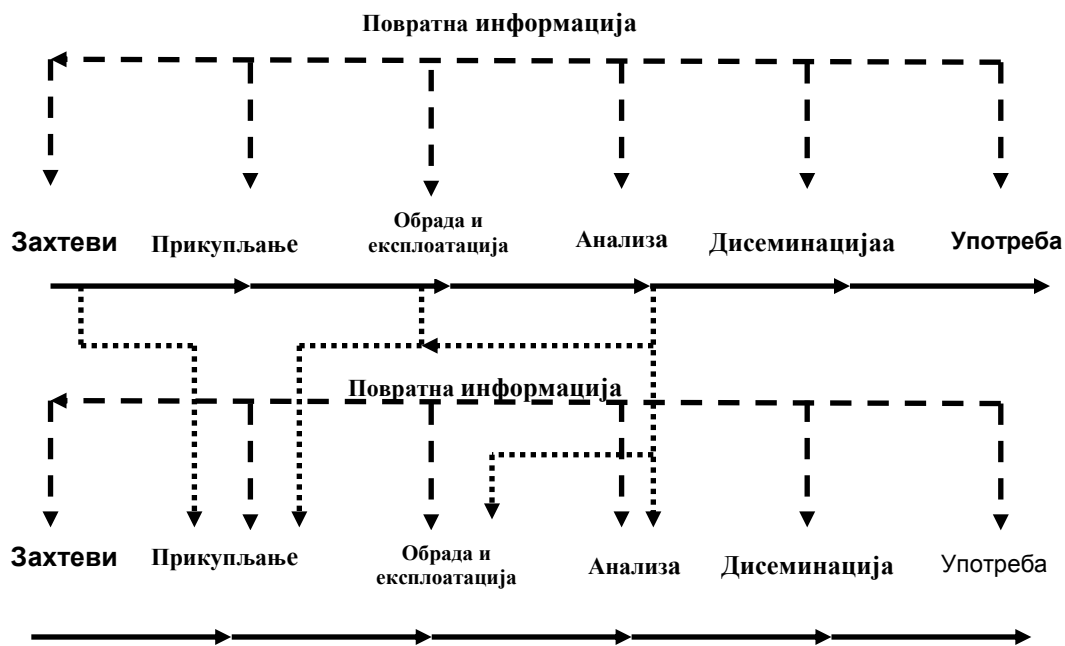 Повратна информација
Захтеви
Прикупљање
Обрада и
експлоатација
Анализа
Дисеминацијаа
Употреба
Повратна информација
Захтеви
Прикупљање
Обрада и
експлоатација
Анализа
Дисеминација
Употреба